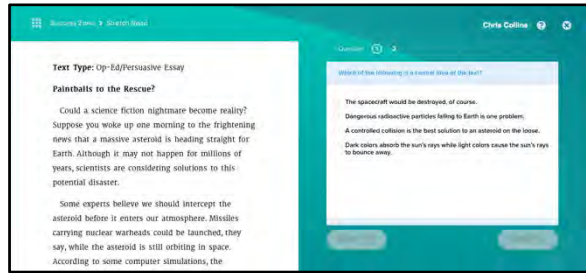 Success Zone > Stretch Read
Chris Collins
Text Type: Op-Ed/Persuasive Essay
Paintballs to the Rescue?
Could a science fiction nightmare become reality?
Suppose you woke up one morning to the frightening
news that a massive asteroid is heading straight for
Earth. Although it may not happen for millions of
years, scientists are considering solutions to this
potential disaster.
Some experts believe we should intercept the
asteroid before it enters our atmosphere. Missiles
carrying nuclear warheads could be launched, they
say, while the asteroid is still orbiting in space.
According to some computer simulations, the
Question 1
Which of the following is a central idea of the text?
The spacecraft would be destroyed, of course.
Dangerous radioactive particles falling to Earth is one problem.
A controlled collision is the best solution to an asteroid on the loose.
Dark colors absorb the sun's rays while light colors cause the sun's rays
to bounce away.